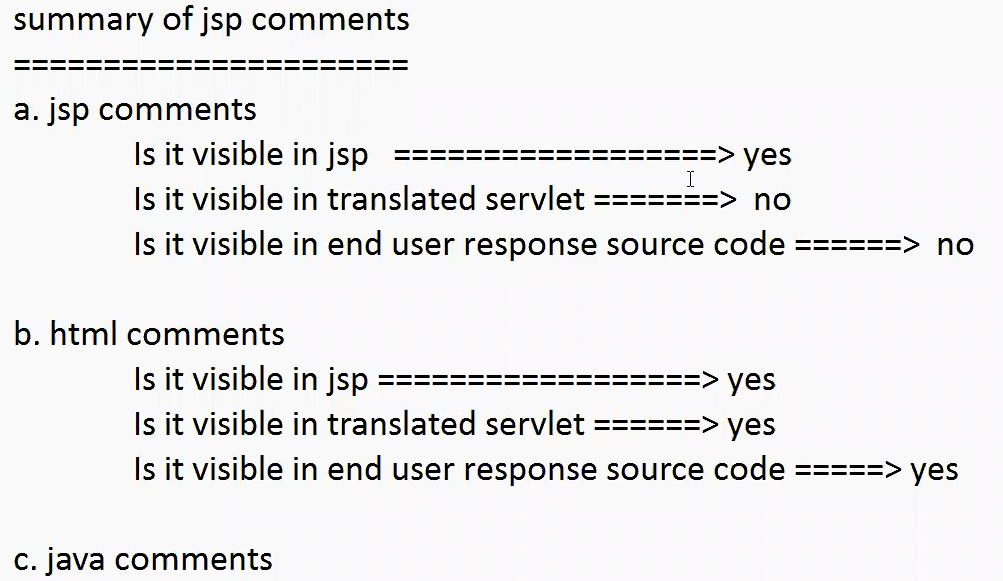 summary of jsp comments
======================
a. jsp comments
Is it visible in jsp ==================> yes
Is it visible in translated servlet =======> no
Is it visible in end user response source code ======> no
b. html comments
Is it visible in jsp ==================> yes
Is it visible in translated servlet ======> yes
Is it visible in end user response source code =====> yes
c. java comments